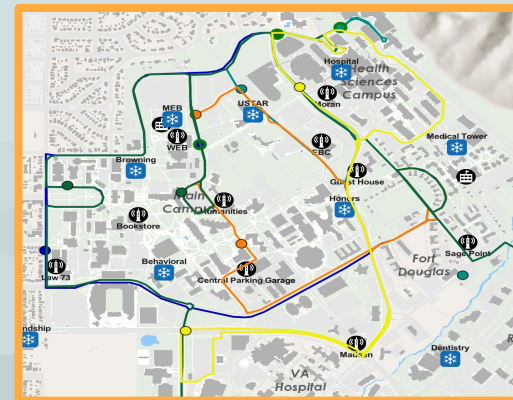 Hospital
Health
Sciences
Campus
Moran
MEB
USTAR
WEB
EBC
Medical Tower
Browning
Guest House
Main
Campus
Humanities
Honors
Bookstore
Sage Point
Behavioral
Fort
Douglas
Law 73
Central Parking Garage
ndship
Madsen
Dentistry
VA
Hospital
R